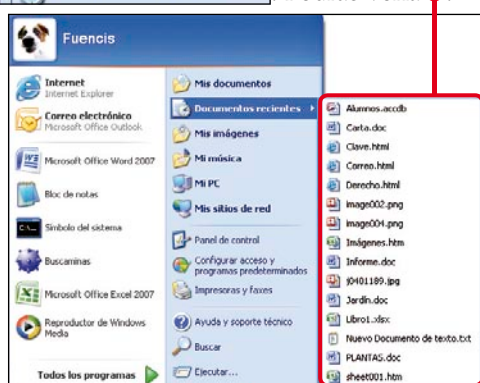 Fuencis
Internet
Internet Explorer
Correo electrónico
Microsoft Office Outlook
Microsoft Office Word 2007
Bloc de notas
Símbolo del sistema
Buscaminas
Microsoft Office Excel 2007
Reproductor de Windows
Media
Todos los programas
Mis documentos
Documentos recientes
Mis imágenes
Mi música
Mi PC
Mis sitios de red
Panel de control
Configurar acceso y
programas predeterminados
Impresoras y faxes
Ayuda y soporte técnico
Buscar
Ejecutar...
Alumnos.accdb
Carta.doc
Clave.html
Correo.html
Derecho.html
image002.png
image004.png
Imágenes.htm
Informe.doc
j0401189.jpg
Jardín.doc
Libro1.xlsx
Nuevo Documento de texto.txt
PLANTAS.doc
sheet001.htm